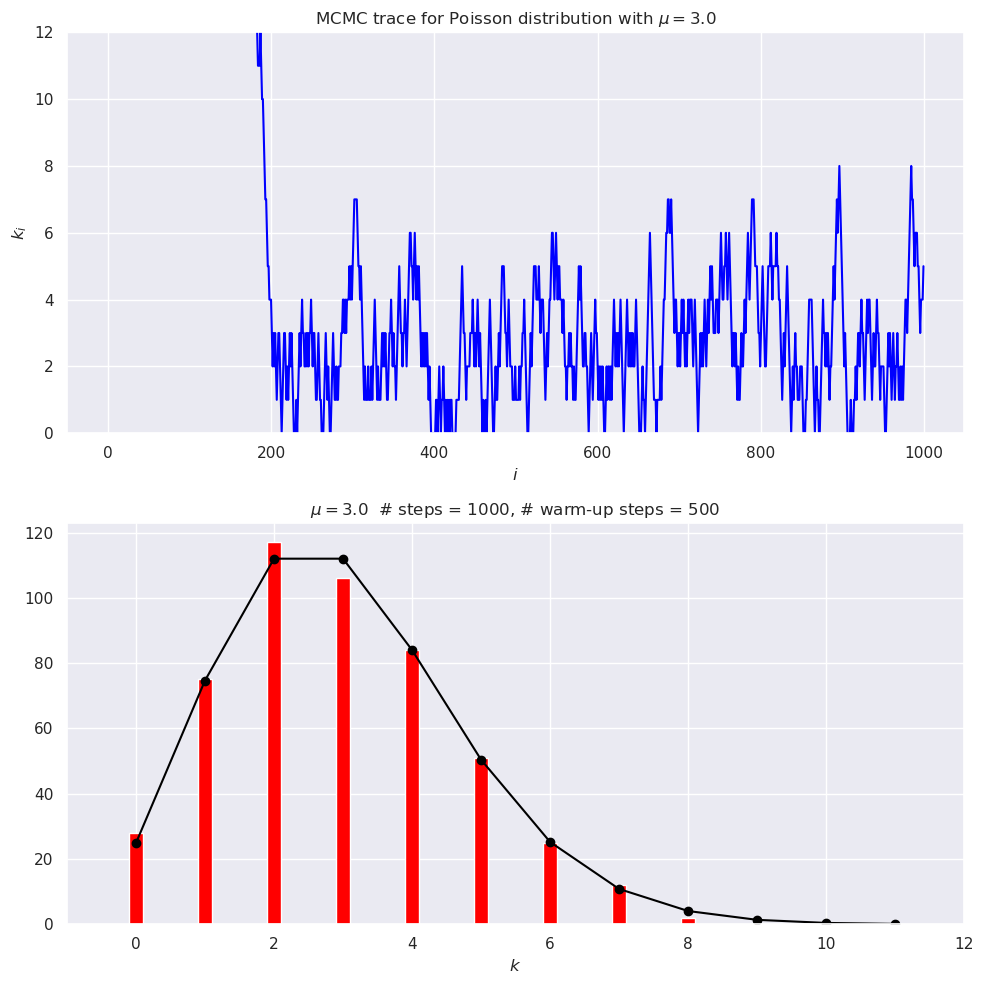 MCMC trace for Poisson distribution with μ = 3.0
12
10
8
6
4
2
0
k_i
0 200 400 600 800 1000
i
μ = 3.0 # steps = 1000, # warm-up steps = 500
120
100
80
60
40
20
0
0 2 4 6 8 10 12
k